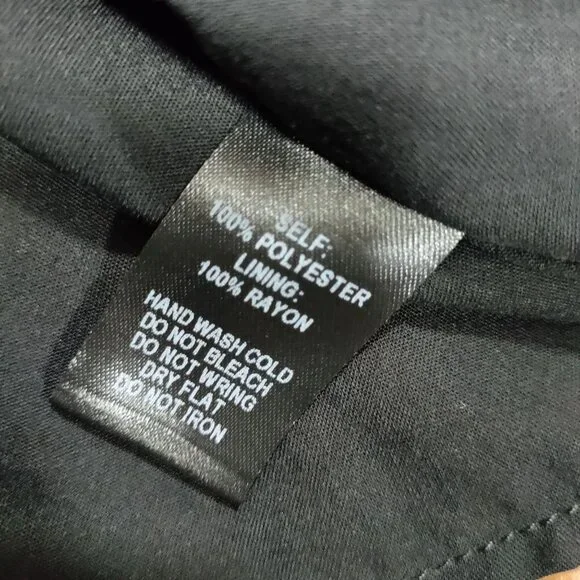 SELF:
100% POLYESTER
LINING:
100% RAYON
HAND WASH COLD
DO NOT BLEACH
DO NOT WRING
DRY FLAT
DO NOT IRON